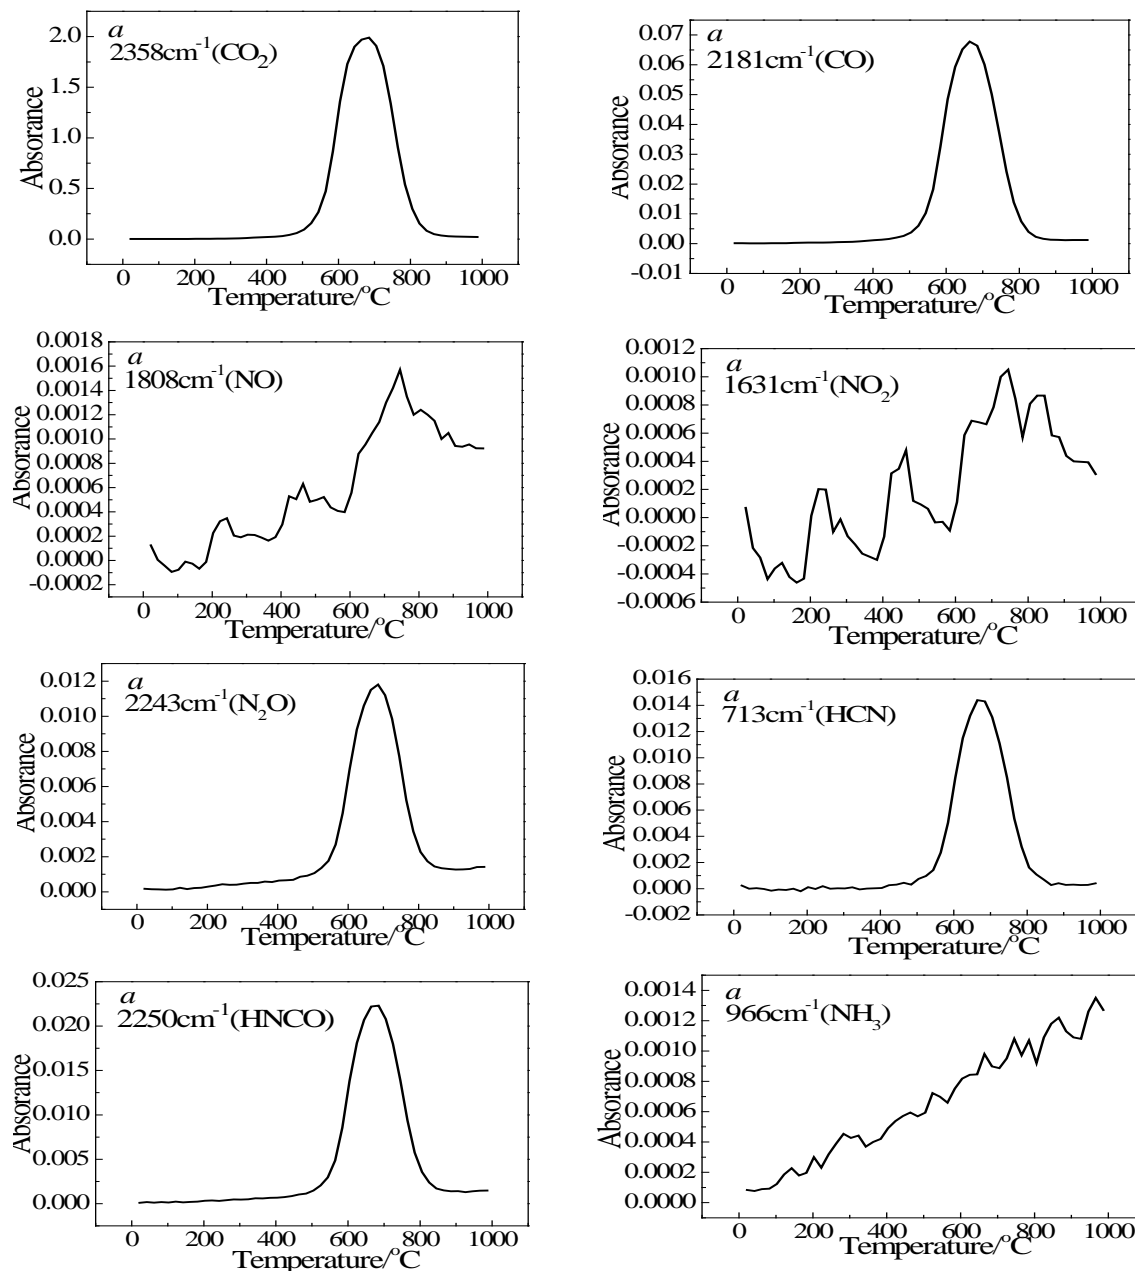 a
2358cm⁻¹(CO₂)
2.0
1.5
1.0
0.5
0.0
Absorance
0 200 400 600 800 1000
Temperature/°C
a
2181cm⁻¹(CO)
0.07
0.06
0.05
0.04
0.03
0.02
0.01
0.00
-0.01
Absorance
0 200 400 600 800 1000
Temperature/°C
a
1808cm⁻¹(NO)
0.0018
0.0016
0.0014
0.0012
0.0010
0.0008
0.0006
0.0004
0.0002
0.0000
-0.0002
Absorance
0 200 400 600 800 1000
Temperature/°C
a
1631cm⁻¹(NO₂)
0.0012
0.0010
0.0008
0.0006
0.0004
0.0002
0.0000
-0.0002
-0.0004
-0.0006
Absorance
0 200 400 600 800 1000
Temperature/°C
a
2243cm⁻¹(N₂O)
0.012
0.010
0.008
0.006
0.004
0.002
0.000
Absorance
0 200 400 600 800 1000
Temperature/°C
a
713cm⁻¹(HCN)
0.016
0.014
0.012
0.010
0.008
0.006
0.004
0.002
0.000
-0.002
Absorance
0 200 400 600 800 1000
Temperature/°C
a
2250cm⁻¹(HNCO)
0.025
0.020
0.015
0.010
0.005
0.000
Absorance
0 200 400 600 800 1000
Temperature/°C
a
966cm⁻¹(NH₃)
0.0014
0.0012
0.0010
0.0008
0.0006
0.0004
0.0002
0.0000
Absorance
0 200 400 600 800 1000
Temperature/°C